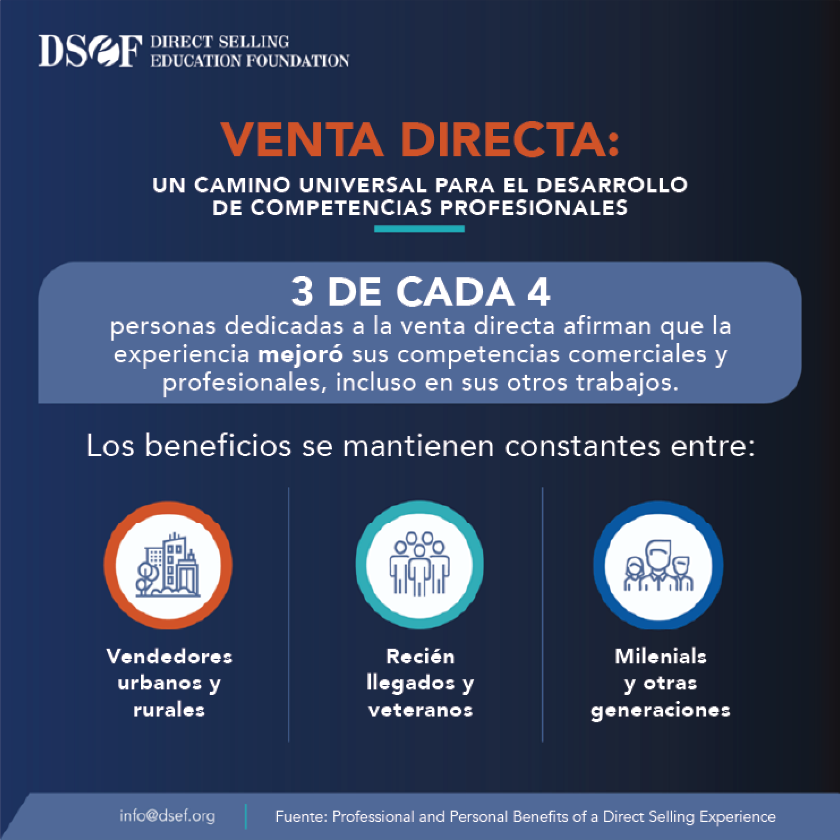 DSEF DIRECT SELLING
EDUCATION FOUNDATION
VENTA DIRECTA:
UN CAMINO UNIVERSAL PARA EL DESARROLLO
DE COMPETENCIAS PROFESIONALES
3 DE CADA 4
personas dedicadas a la venta directa afirman que la
experiencia mejoró sus competencias comerciales y
profesionales, incluso en sus otros trabajos.
Los beneficios se mantienen constantes entre:
Vendedores
urbanos y
rurales
Recién
llegados y
veteranos
Milenials
y otras
generaciones
info@dsef.org
Fuente: Professional and Personal Benefits of a Direct Selling Experience